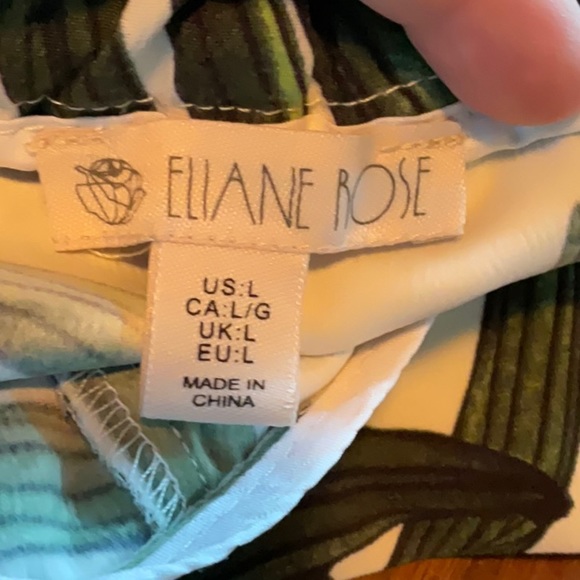 ELIANE ROSE
US:L
CA:L/G
UK:L
EU:L
MADE IN
CHINA